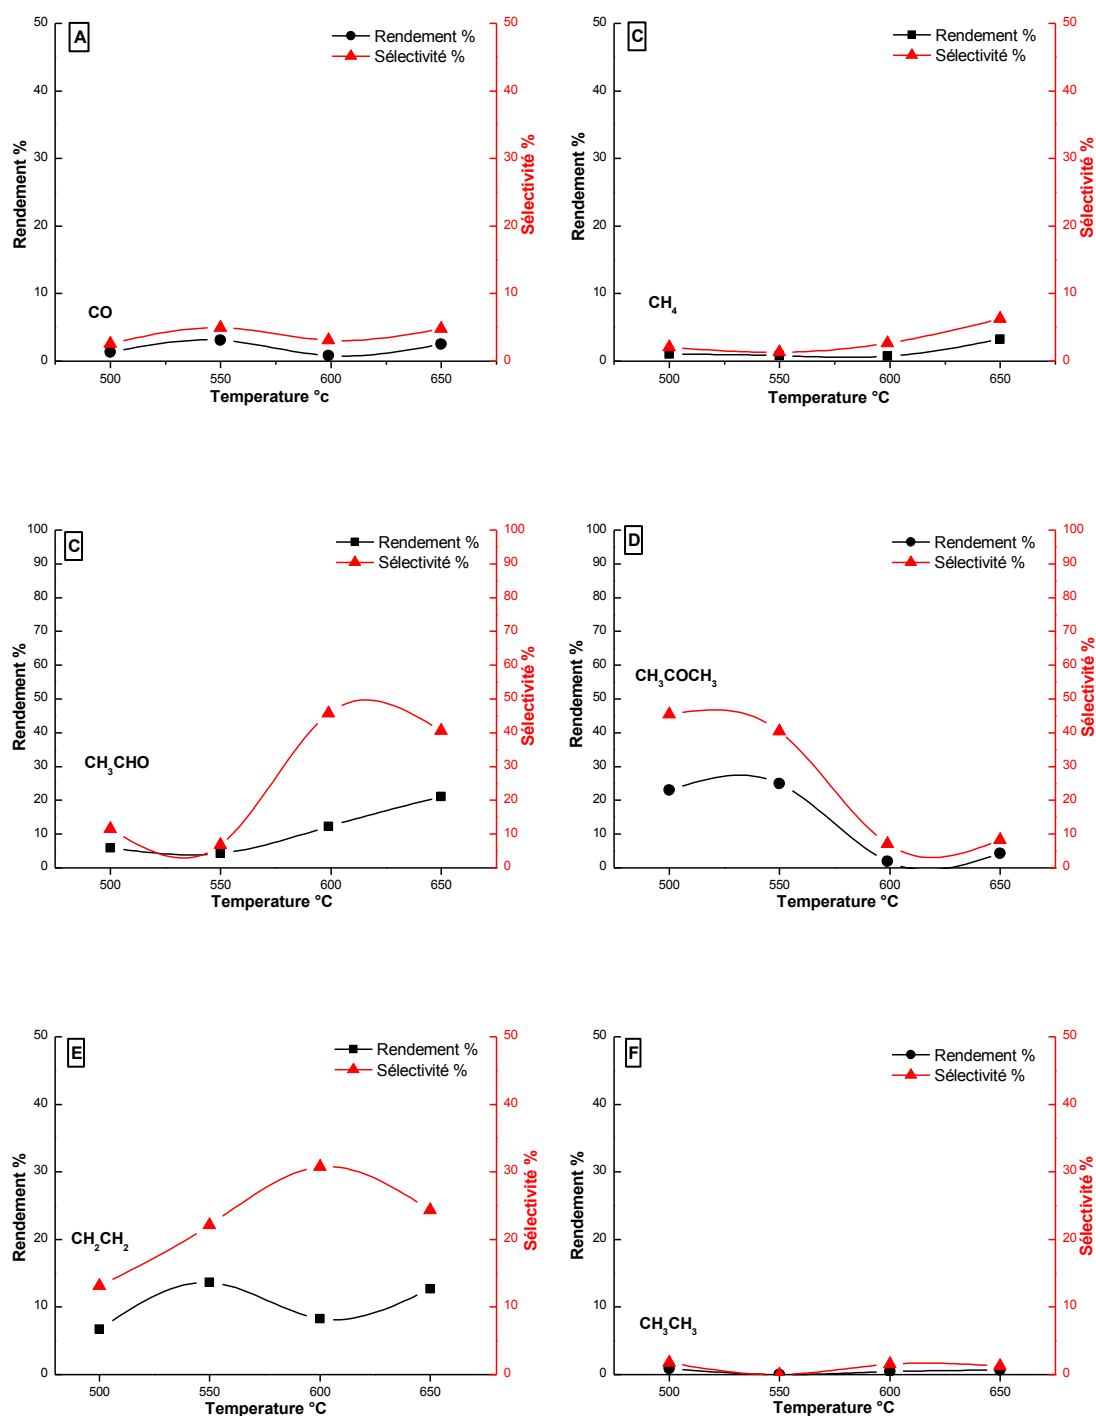 A
Rendement %
Sélectivité %
50
40
30
20
10
0
50
40
30
20
10
0
Rendement %
Sélectivité %
CO
500
550
600
650
Temperature °c
C
Rendement %
Sélectivité %
50
40
30
20
10
0
50
40
30
20
10
0
Rendement %
Sélectivité %
CH₄
500
550
600
650
Temperature °C
C
Rendement %
Sélectivité %
100
90
80
70
60
50
40
30
20
10
0
100
90
80
70
60
50
40
30
20
10
0
Rendement %
Sélectivité %
CH₃CHO
500
550
600
650
Temperature °C
D
Rendement %
Sélectivité %
100
90
80
70
60
50
40
30
20
10
0
100
90
80
70
60
50
40
30
20
10
0
Rendement %
Sélectivité %
CH₃COCH₃
500
550
600
650
Temperature °C
E
Rendement %
Sélectivité %
50
40
30
20
10
0
50
40
30
20
10
0
Rendement %
Sélectivité %
CH₂CH₂
500
550
600
650
Temperature °C
F
Rendement %
Sélectivité %
50
40
30
20
10
0
50
40
30
20
10
0
Rendement %
Sélectivité %
CH₃CH₃
500
550
600
650
Temperature °C